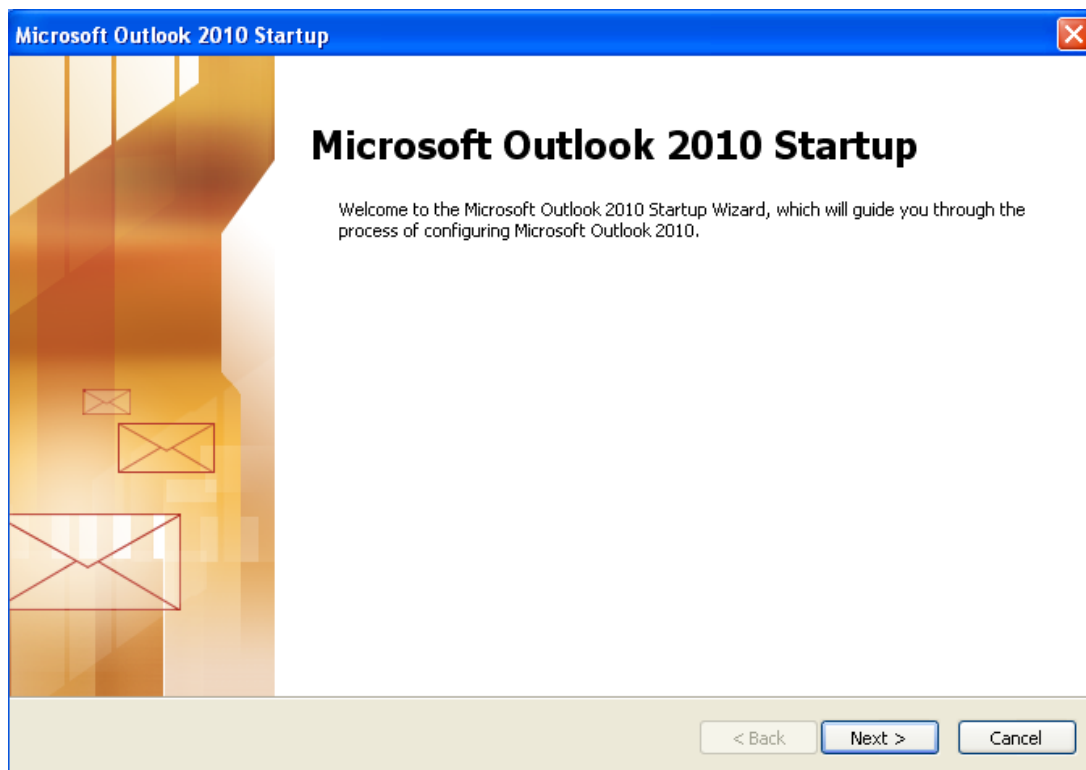 Microsoft Outlook 2010 Startup
Microsoft Outlook 2010 Startup
Welcome to the Microsoft Outlook 2010 Startup Wizard, which will guide you through the
process of configuring Microsoft Outlook 2010.
< Back Next > Cancel